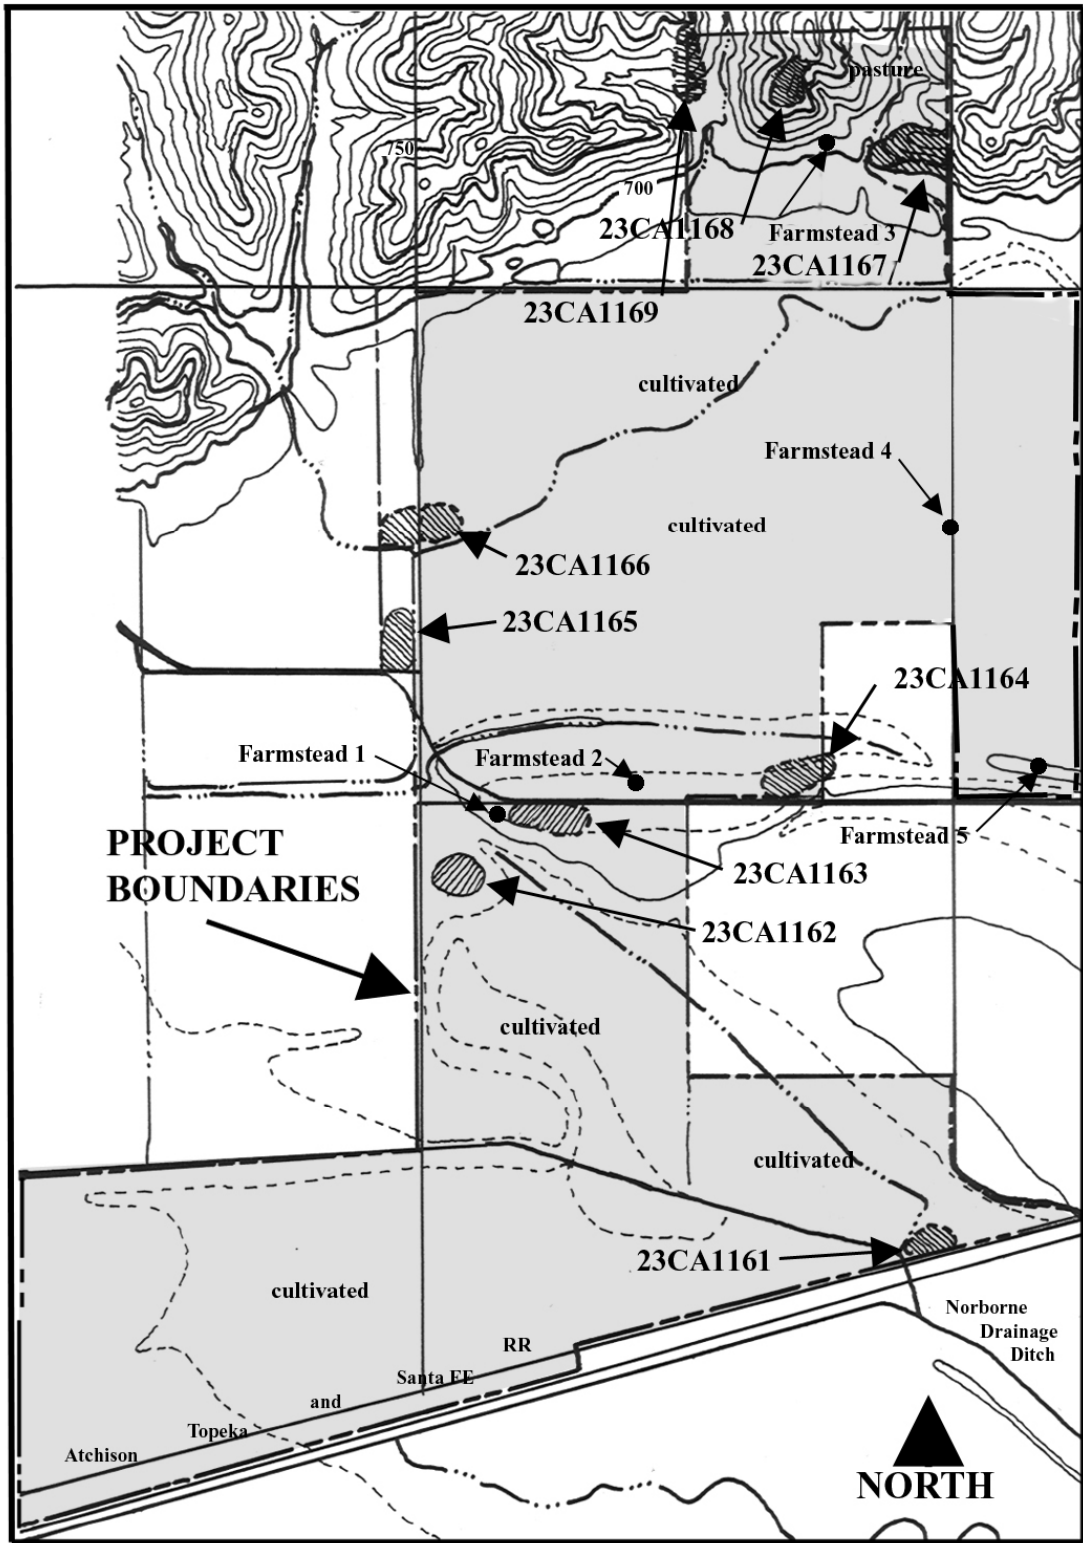 pasture
750
700
23CA1168
Farmstead 3
23CA1167
23CA1169
cultivated
Farmstead 4
cultivated
23CA1166
23CA1165
23CA1164
Farmstead 1
Farmstead 2
Farmstead 5
PROJECT
BOUNDARIES
23CA1163
23CA1162
cultivated
cultivated
23CA1161
cultivated
Norborne
Drainage
Ditch
RR
Santa FE
and
Topeka
Atchison
NORTH